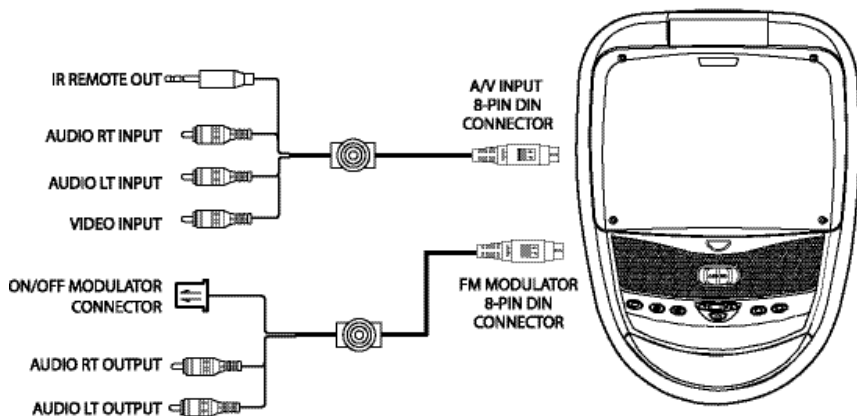 IR REMOTE OUT
AUDIO RT INPUT
AUDIO LT INPUT
VIDEO INPUT
A/V INPUT
8-PIN DIN
CONNECTOR
ON/OFF MODULATOR
CONNECTOR
AUDIO RT OUTPUT
AUDIO LT OUTPUT
FM MODULATOR
8-PIN DIN
CONNECTOR